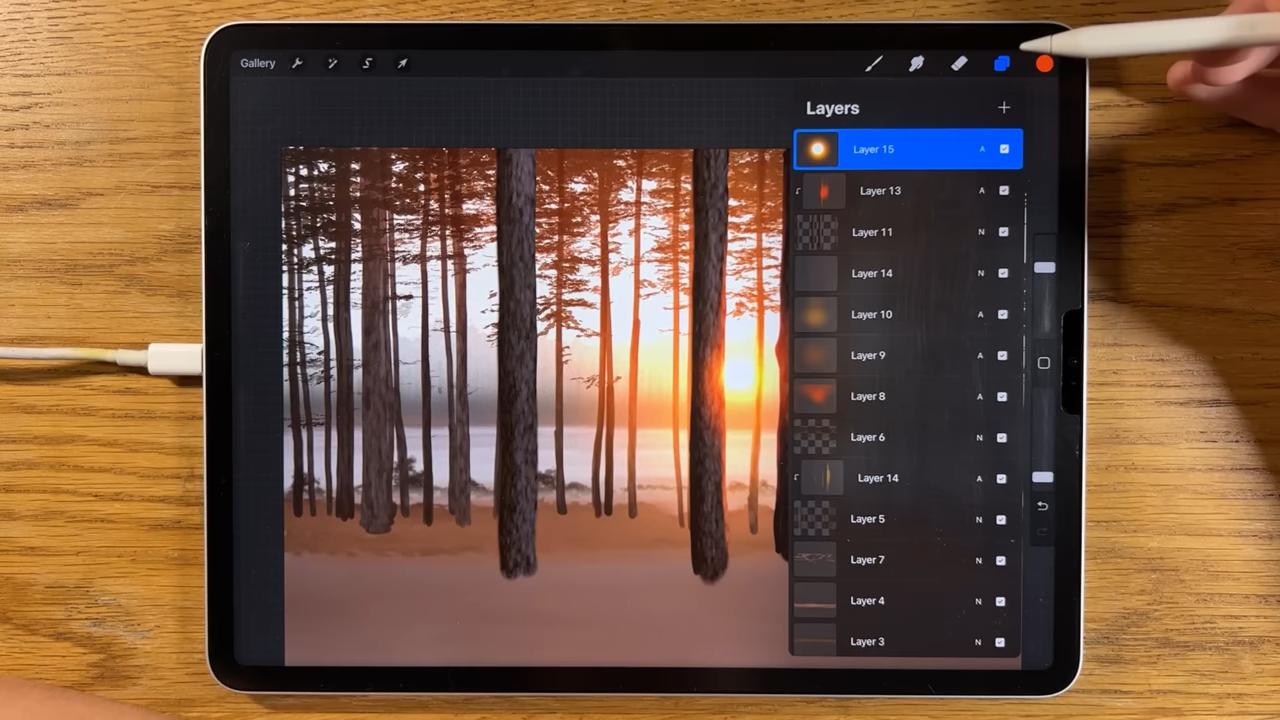 Gallery
Layers
Layer 15 A
Layer 13 A
Layer 11 N
Layer 14 N
Layer 10 A
Layer 9 A
Layer 8 A
Layer 6 N
Layer 14 A
Layer 5 N
Layer 7 N
Layer 4 N
Layer 3 N